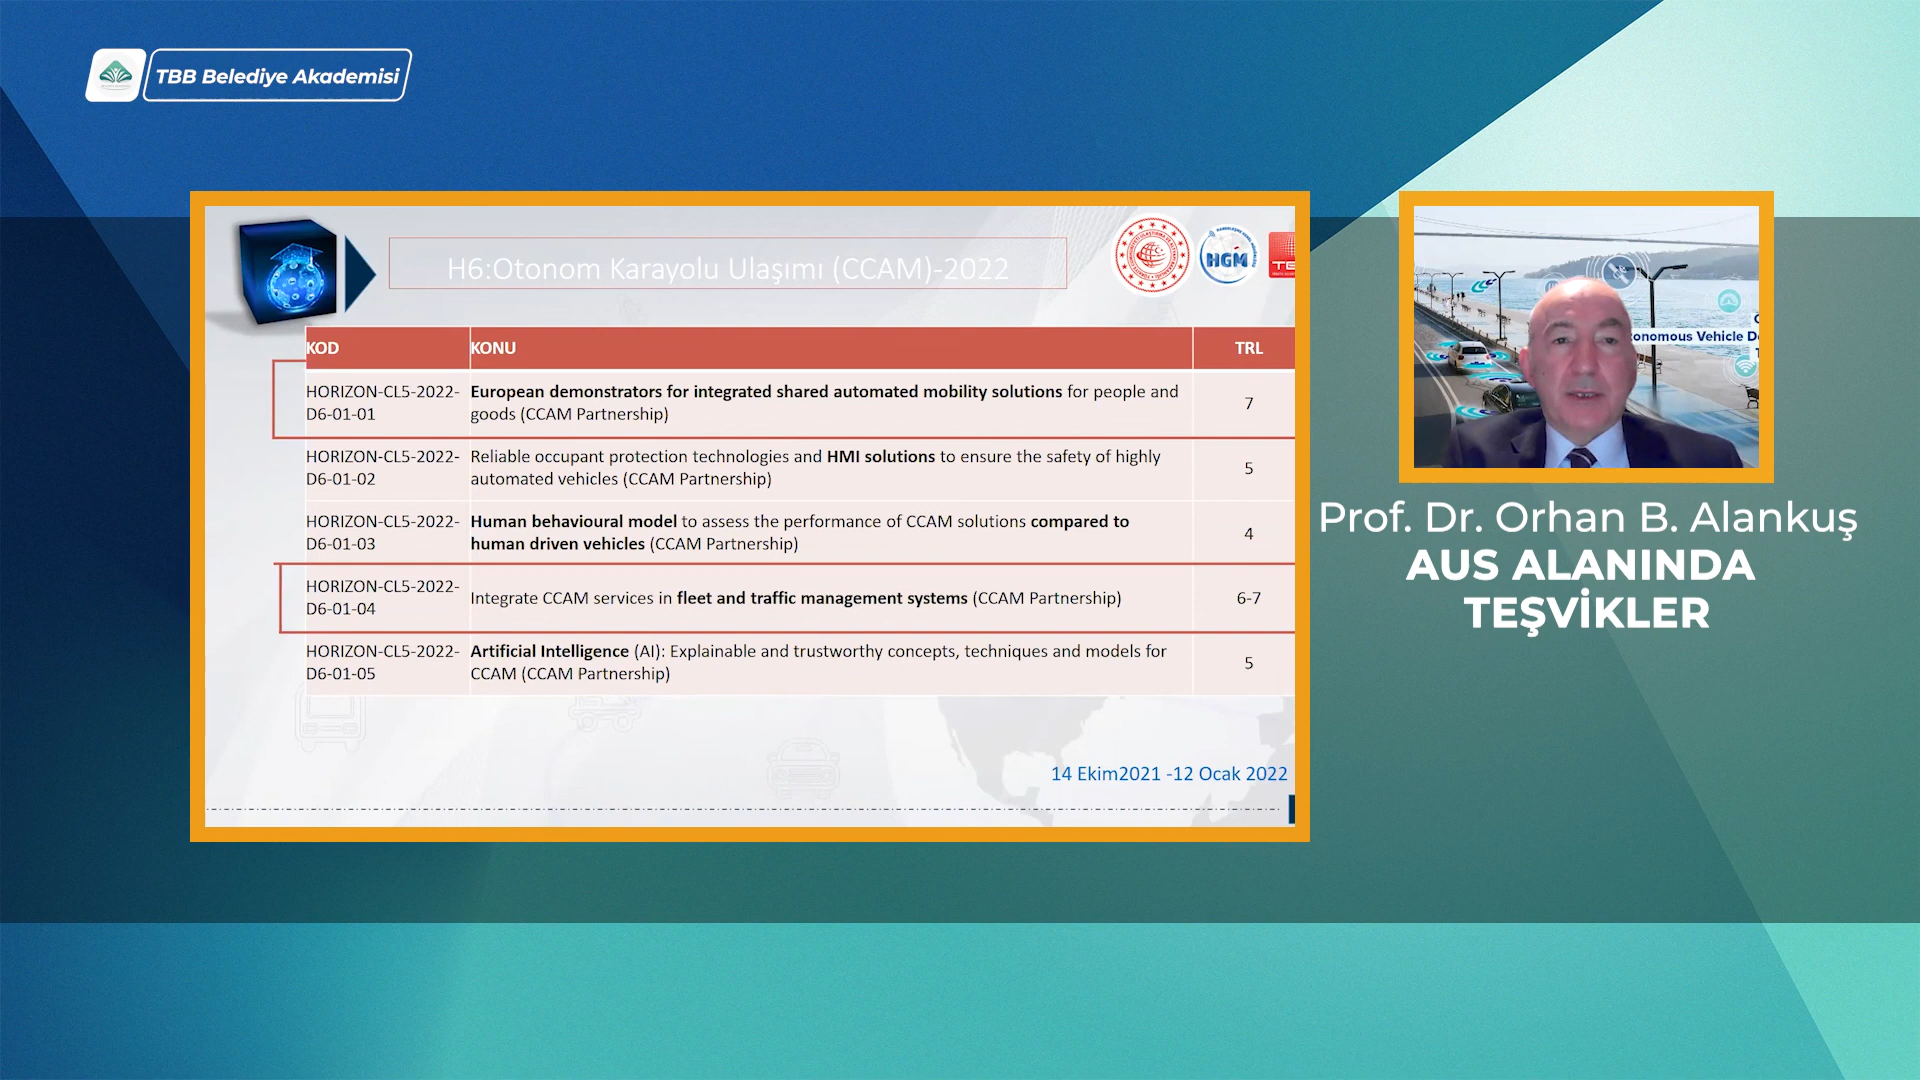 TBB Belediye Akademisi
H6:Otonom Karayolu Ulaşımı (CCAM)-2022
HGM
KOD KONU TRL
HORIZON-CL5-2022-
D6-01-01
European demonstrators for integrated shared automated mobility solutions for people and
goods (CCAM Partnership)
7
HORIZON-CL5-2022-
D6-01-02
Reliable occupant protection technologies and HMI solutions to ensure the safety of highly
automated vehicles (CCAM Partnership)
5
HORIZON-CL5-2022-
D6-01-03
Human behavioural model to assess the performance of CCAM solutions compared to
human driven vehicles (CCAM Partnership)
4
HORIZON-CL5-2022-
D6-01-04
Integrate CCAM services in fleet and traffic management systems (CCAM Partnership)
6-7
HORIZON-CL5-2022-
D6-01-05
Artificial Intelligence (AI): Explainable and trustworthy concepts, techniques and models for
CCAM (CCAM Partnership)
5
14 Ekim2021 -12 Ocak 2022
Vehicle
Prof. Dr. Orhan B. Alankuş
AUS ALANINDA
TEŞVİKLER